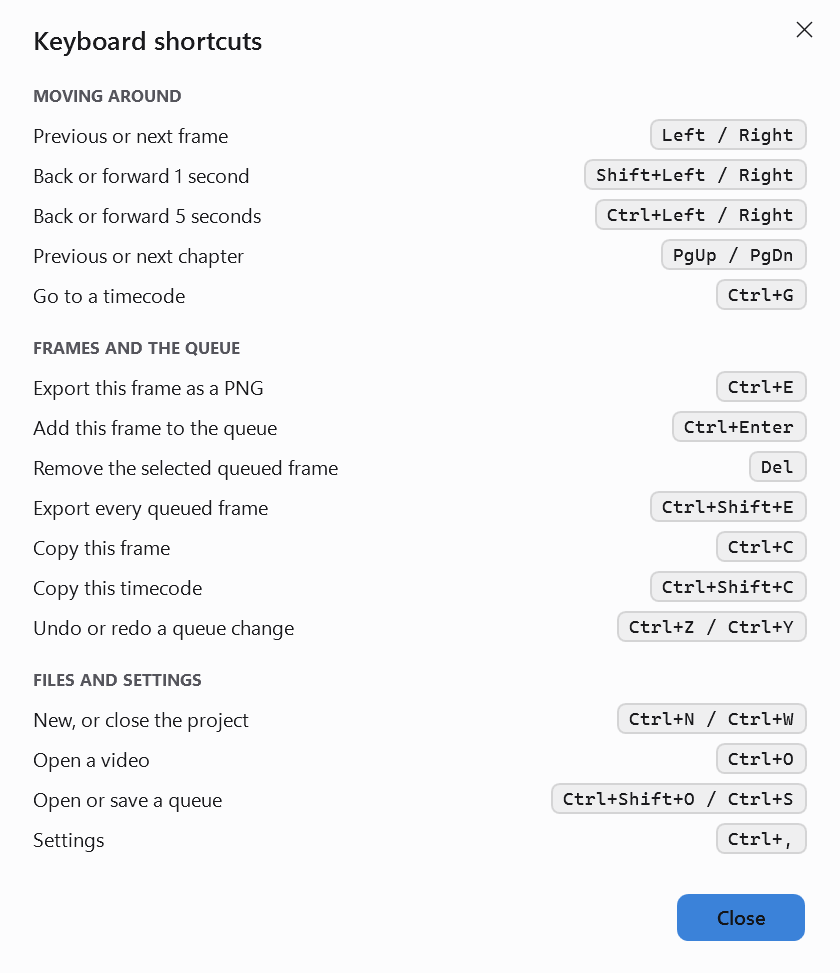 Keyboard shortcuts
MOVING AROUND
Previous or next frame Left / Right
Back or forward 1 second Shift+Left / Right
Back or forward 5 seconds Ctrl+Left / Right
Previous or next chapter PgUp / PgDn
Go to a timecode Ctrl+G
FRAMES AND THE QUEUE
Export this frame as a PNG Ctrl+E
Add this frame to the queue Ctrl+Enter
Remove the selected queued frame Del
Export every queued frame Ctrl+Shift+E
Copy this frame Ctrl+C
Copy this timecode Ctrl+Shift+C
Undo or redo a queue change Ctrl+Z / Ctrl+Y
FILES AND SETTINGS
New, or close the project Ctrl+N / Ctrl+W
Open a video Ctrl+O
Open or save a queue Ctrl+Shift+O / Ctrl+S
Settings Ctrl+,
Close